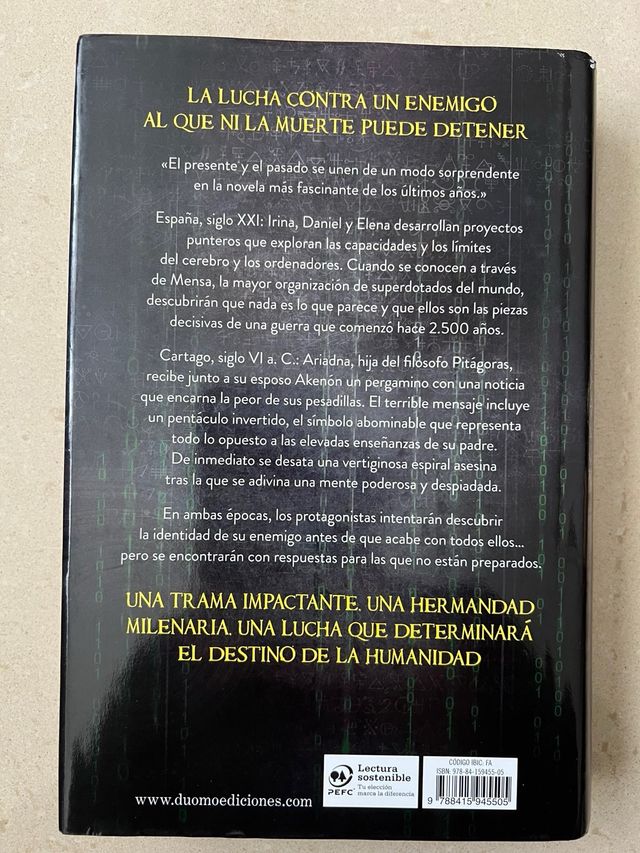 LA LUCHA CONTRA UN ENEMIGO
AL QUE NI LA MUERTE PUEDE DETENER
«El presente y el pasado se unen de un modo sorprendente
en la novela más fascinante de los últimos años.»
España, siglo XXI: Irina, Daniel y Elena desarrollan proyectos
punteros que exploran las capacidades y los límites
del cerebro y los ordenadores. Cuando se conocen a través
de Mensa, la mayor organización de superdotados del mundo,
descubrirán que nada es lo que parece y que ellos son las piezas
decisivas de una guerra que comenzó hace 2.500 años.
Cartago, siglo VI a. C.: Ariadna, hija del filósofo Pitágoras,
recibe junto a su esposo Akenón un pergamino con una noticia
que encarna la peor de sus pesadillas. El terrible mensaje incluye
un pentáculo invertido, el símbolo abominable que representa
todo lo opuesto a las elevadas enseñanzas de su padre.
De inmediato se desata una vertiginosa espiral asesina
tras la que se adivina una mente poderosa y despiadada.
En ambas épocas, los protagonistas intentarán descubrir
la identidad de su enemigo antes de que acabe con todos ellos...
pero se encontrarán con respuestas para las que no están preparados.
UNA TRAMA IMPACTANTE. UNA HERMANDAD
MILENARIA. UNA LUCHA QUE DETERMINARÁ
EL DESTINO DE LA HUMANIDAD
www.duomoediciones.com
PEFC
Lectura
sostenible
Tu elección
marca la diferencia
CÓDIGO IBIC: FA
ISBN: 978-84-159455-05
9 788415 945505